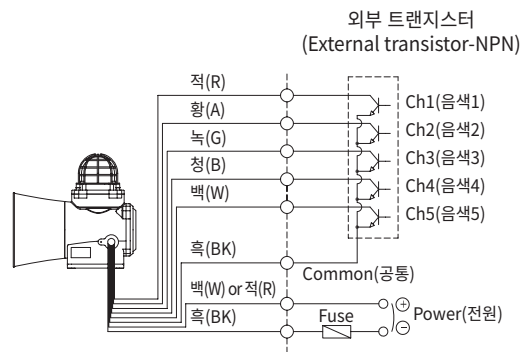 외부 트랜지스터
(External transistor-NPN)
적(R)
Ch1(음색1)
황(A)
Ch2(음색2)
녹(G)
Ch3(음색3)
청(B)
Ch4(음색4)
백(W)
Ch5(음색5)
흑(BK)
Common(공통)
백(W) or 적(R)
흑(BK)
Fuse
+
Power(전원)
−